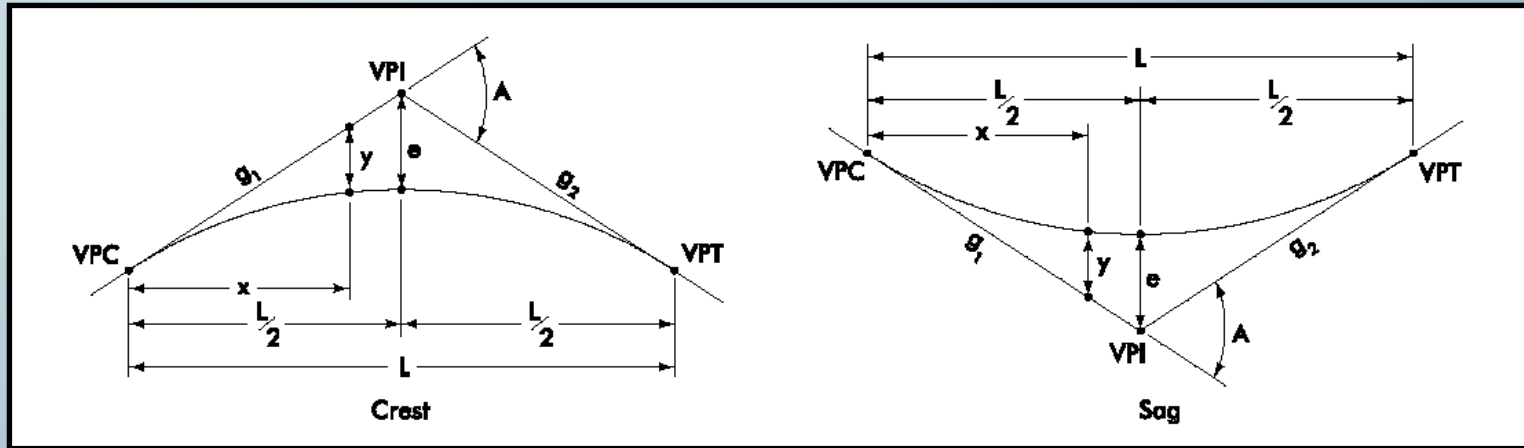 VPI
A
y
e
g₁
g₂
VPC
VPT
x
L/2
L/2
L
Crest
L
L/2
L/2
x
VPC
VPT
g₁
y
e
g₂
VPI
A
Sag